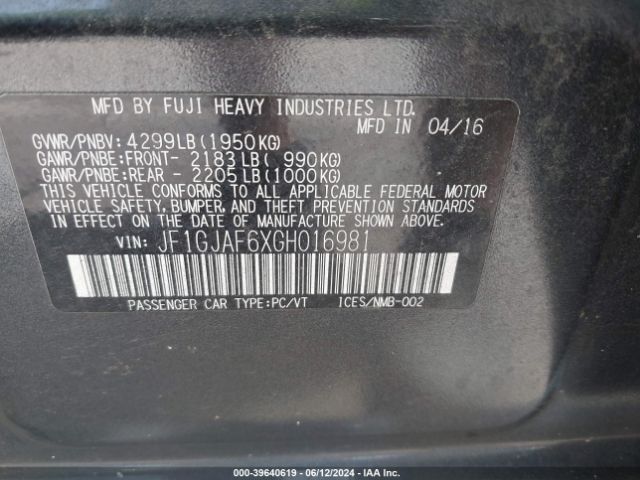 MFD BY FUJI HEAVY INDUSTRIES LTD.
MFD IN 04/16
GVWR/PNBV: 4299LB(1950KG)
GAWR/PNBE:FRONT- 2183LB( 990KG)
GAWR/PNBE:REAR - 2205LB(1000KG)
THIS VEHICLE CONFORMS TO ALL APPLICABLE FEDERAL MOTOR
VEHICLE SAFETY, BUMPER, AND THEFT PREVENTION STANDARDS
IN EFFECT ON THE DATE OF MANUFACTURE SHOWN ABOVE.
VIN: JF1GJAF6XGH016981
PASSENGER CAR TYPE:PC/VT ICES/NMB-002
000-39640619 - 06/12/2024 - IAA Inc.